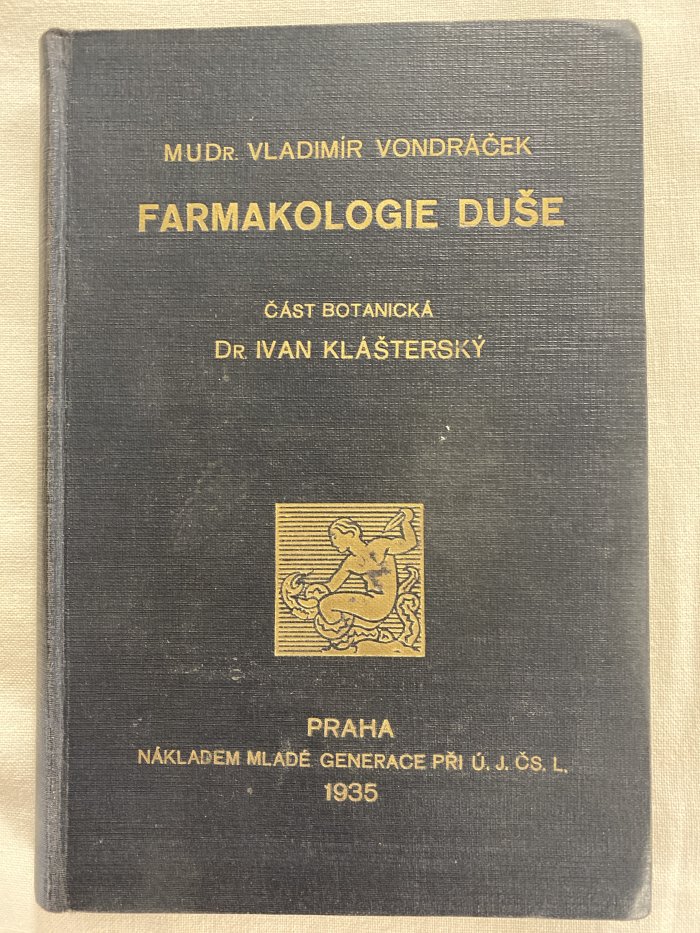 MUDR. VLADIMÍR VONDRÁČEK
FARMAKOLOGIE DUŠE
ČÁST BOTANICKÁ
DR. IVAN KLÁŠTERSKÝ
PRAHA
NÁKLADEM MLADÉ GENERACE PŘI Ú. J. ČS. L.
1935